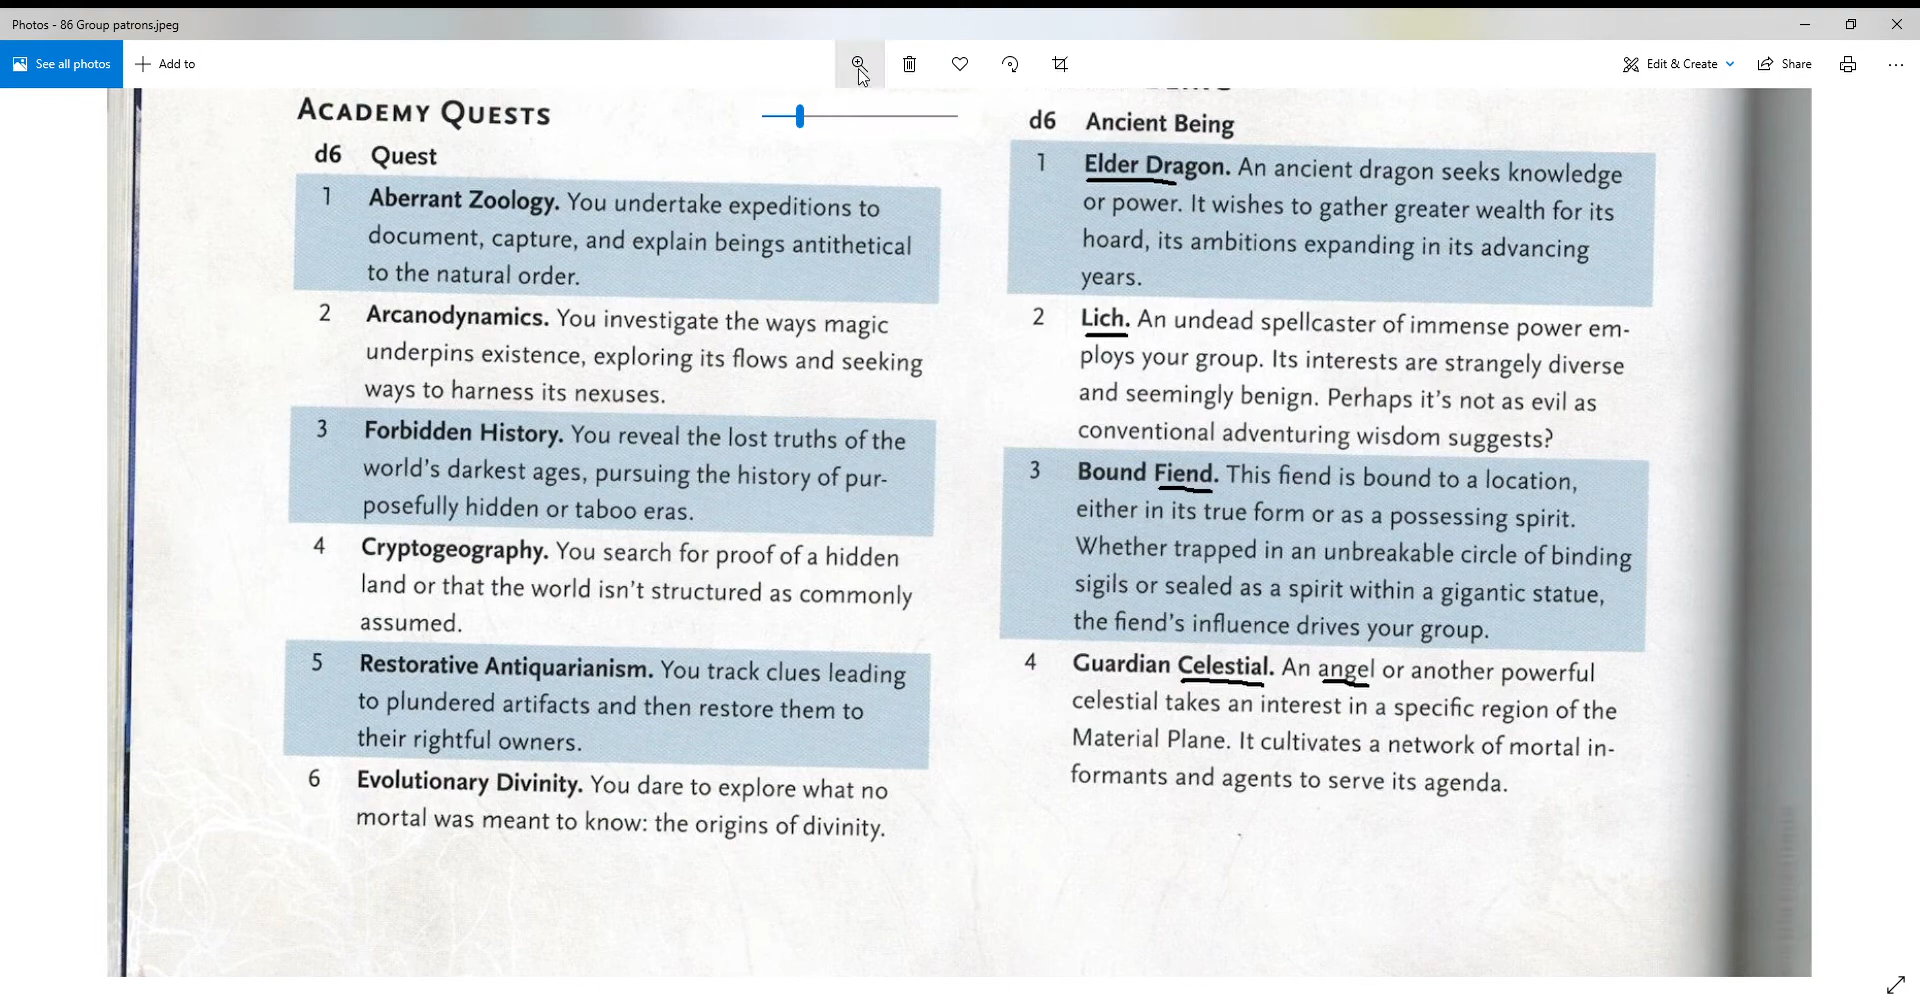 Photos - 86 Group patrons.jpeg
See all photos
Add to
Edit & Create
Share
ACADEMY QUESTS
d6 Quest
1 Aberrant Zoology. You undertake expeditions to
document, capture, and explain beings antithetical
to the natural order.
2 Arcanodynamics. You investigate the ways magic
underpins existence, exploring its flows and seeking
ways to harness its nexuses.
3 Forbidden History. You reveal the lost truths of the
world's darkest ages, pursuing the history of pur-
posefully hidden or taboo eras.
4 Cryptogeography. You search for proof of a hidden
land or that the world isn't structured as commonly
assumed.
5 Restorative Antiquarianism. You track clues leading
to plundered artifacts and then restore them to
their rightful owners.
6 Evolutionary Divinity. You dare to explore what no
mortal was meant to know: the origins of divinity.
d6 Ancient Being
1 Elder Dragon. An ancient dragon seeks knowledge
or power. It wishes to gather greater wealth for its
hoard, its ambitions expanding in its advancing
years.
2 Lich. An undead spellcaster of immense power em-
ploys your group. Its interests are strangely diverse
and seemingly benign. Perhaps it's not as evil as
conventional adventuring wisdom suggests?
3 Bound Fiend. This fiend is bound to a location,
either in its true form or as a possessing spirit.
Whether trapped in an unbreakable circle of binding
sigils or sealed as a spirit within a gigantic statue,
the fiend's influence drives your group.
4 Guardian Celestial. An angel or another powerful
celestial takes an interest in a specific region of the
Material Plane. It cultivates a network of mortal in-
formants and agents to serve its agenda.